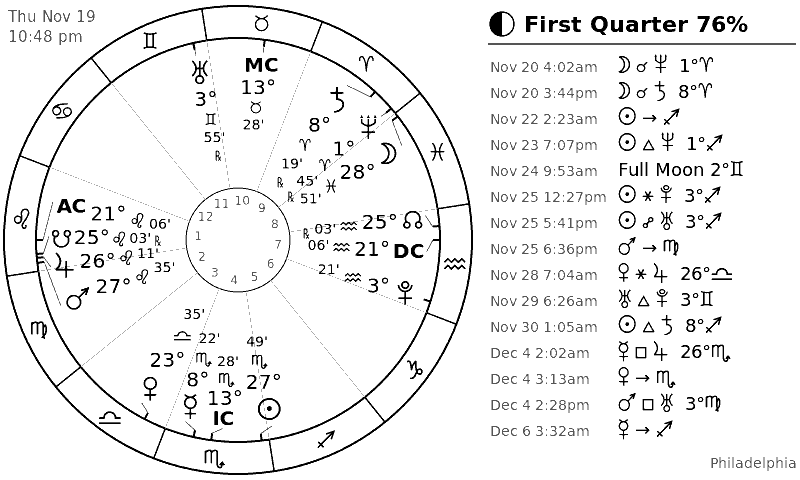 Thu Nov 19
10:48 pm
♉
♊
♈
♋
♓
♌
♒
♍
♑
♎
♏
♐
♅
3°
♊
55'
℞
MC
13°
♉
28'
♄
8°
♈
19'
℞
♆
1°
♈
45'
℞
☽
28°
♓
51'
AC 21° ♌ 06'
☋ 25° ♌ 03' ℞
♃ 26° ♌ 11'
♂ 27° ♌ 35'
℞ 03' ♒ 25° ☊
06' ♒ 21° DC
21' ♒ 3° ♇
35'
♎
23°
♀
22'
♏
8°
☿
28'
♏
13°
IC
49'
♏
27°
☉
1
2
3
4
5
6
7
8
9
10
11
12
First Quarter 76%
Nov 20 4:02am ☽ ☌ ♆ 1°♈
Nov 20 3:44pm ☽ ☌ ♄ 8°♈
Nov 22 2:23am ☉ → ♐
Nov 23 7:07pm ☉ △ ♆ 1°♐
Nov 24 9:53am Full Moon 2°♊
Nov 25 12:27pm ☉ ⚹ ♇ 3°♐
Nov 25 5:41pm ☉ ☍ ♅ 3°♐
Nov 25 6:36pm ♂ → ♍
Nov 28 7:04am ♀ ⚹ ♃ 26°♎
Nov 29 6:26am ♅ △ ♇ 3°♊
Nov 30 1:05am ☉ △ ♄ 8°♐
Dec 4 2:02am ☿ □ ♃ 26°♏
Dec 4 3:13am ♀ → ♏
Dec 4 2:28pm ♂ □ ♅ 3°♍
Dec 6 3:32am ☿ → ♐
Philadelphia